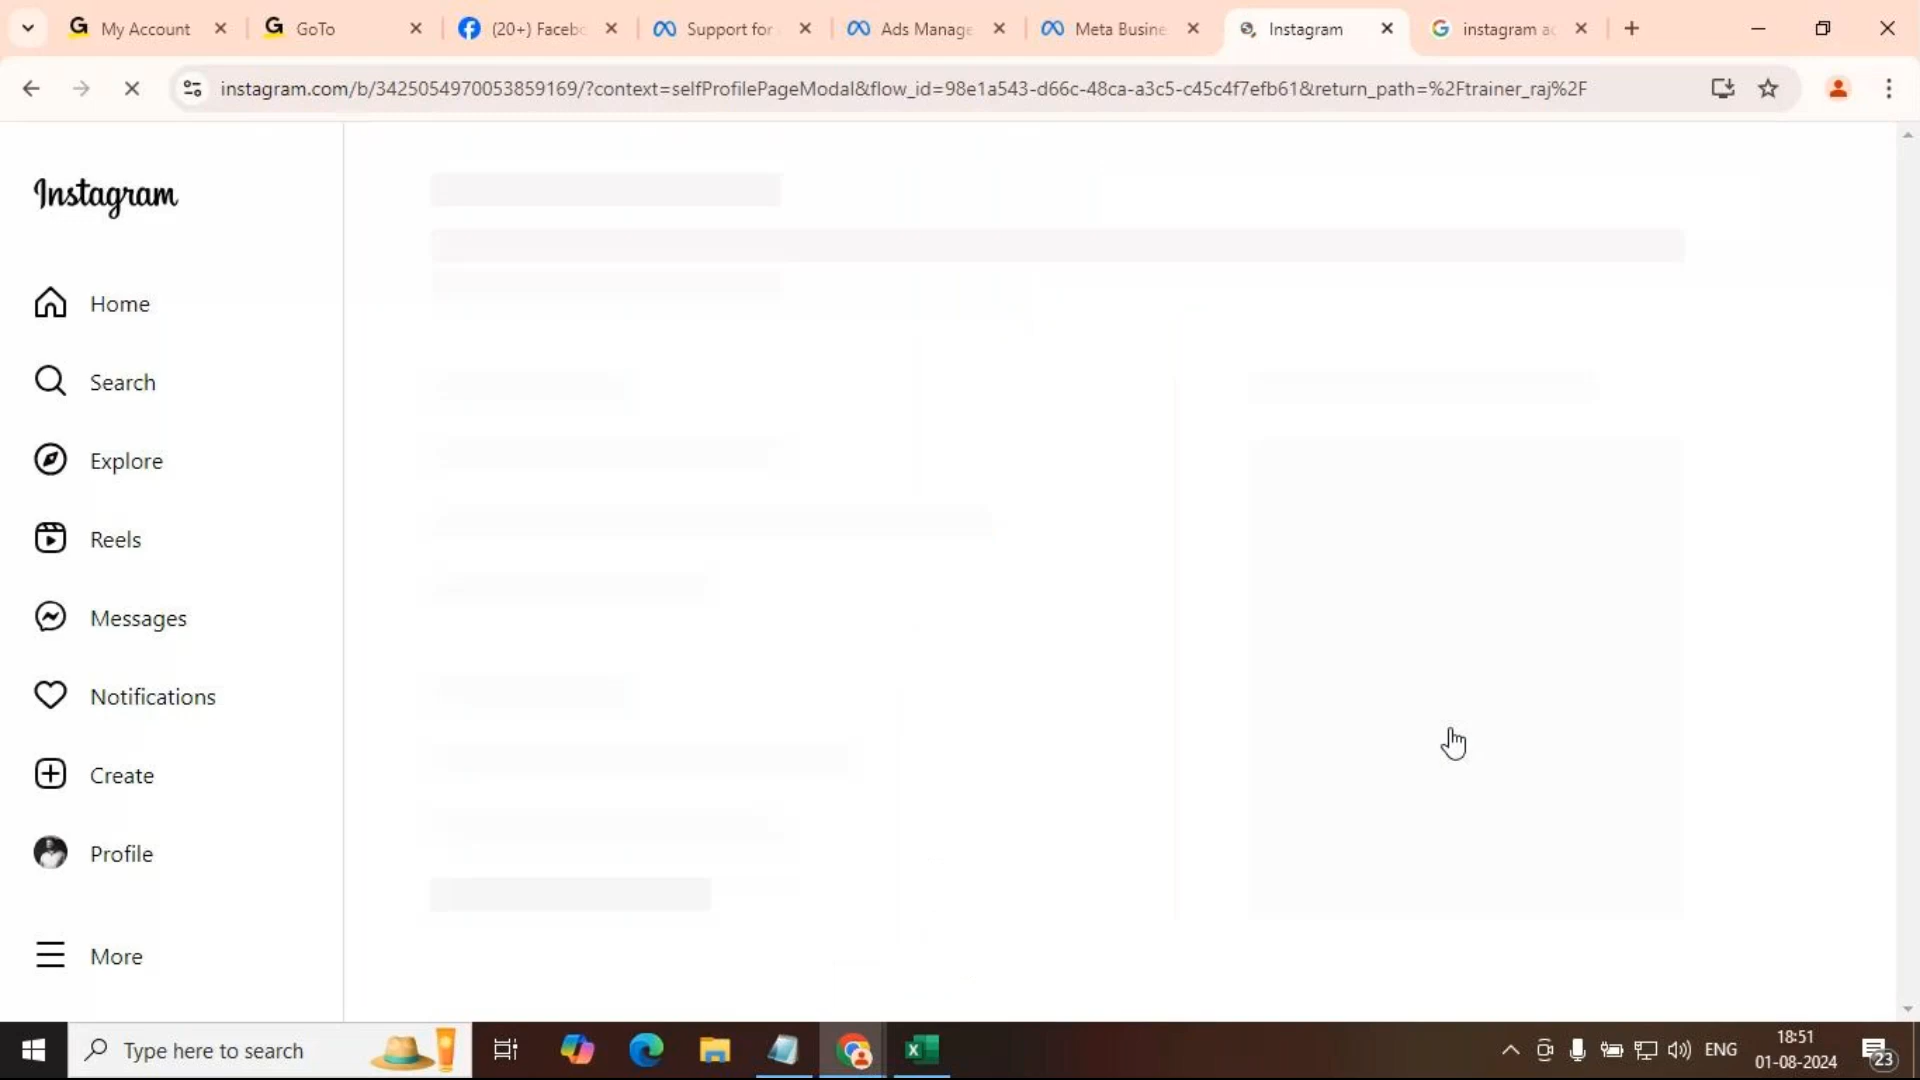 My Account
GoTo
(20+) Facebo
Support for
Ads Manage
Meta Busine
Instagram
instagram ac
instagram.com/b/3425054970053859169/?context=selfProfilePageModal&flow_id=98e1a543-d66c-48ca-a3c5-c45c4f7efb61&return_path=%2Ftrainer_raj%2F
Instagram
Home
Search
Explore
Reels
Messages
Notifications
Create
Profile
More
Type here to search
ENG
18:51
01-08-2024
23